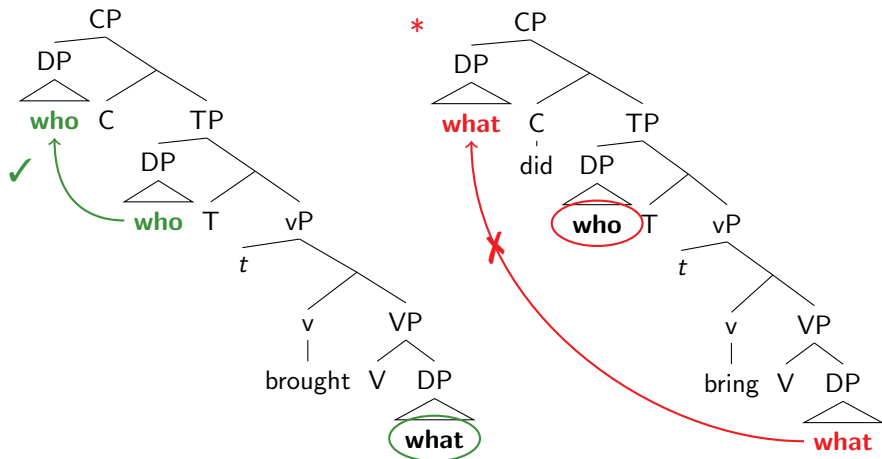 CP
DP
who C TP
✓ DP
who T vP
t
v VP
brought V DP
what
* CP
DP
what C TP
did DP
who T vP
✗ t
v VP
bring V DP
what